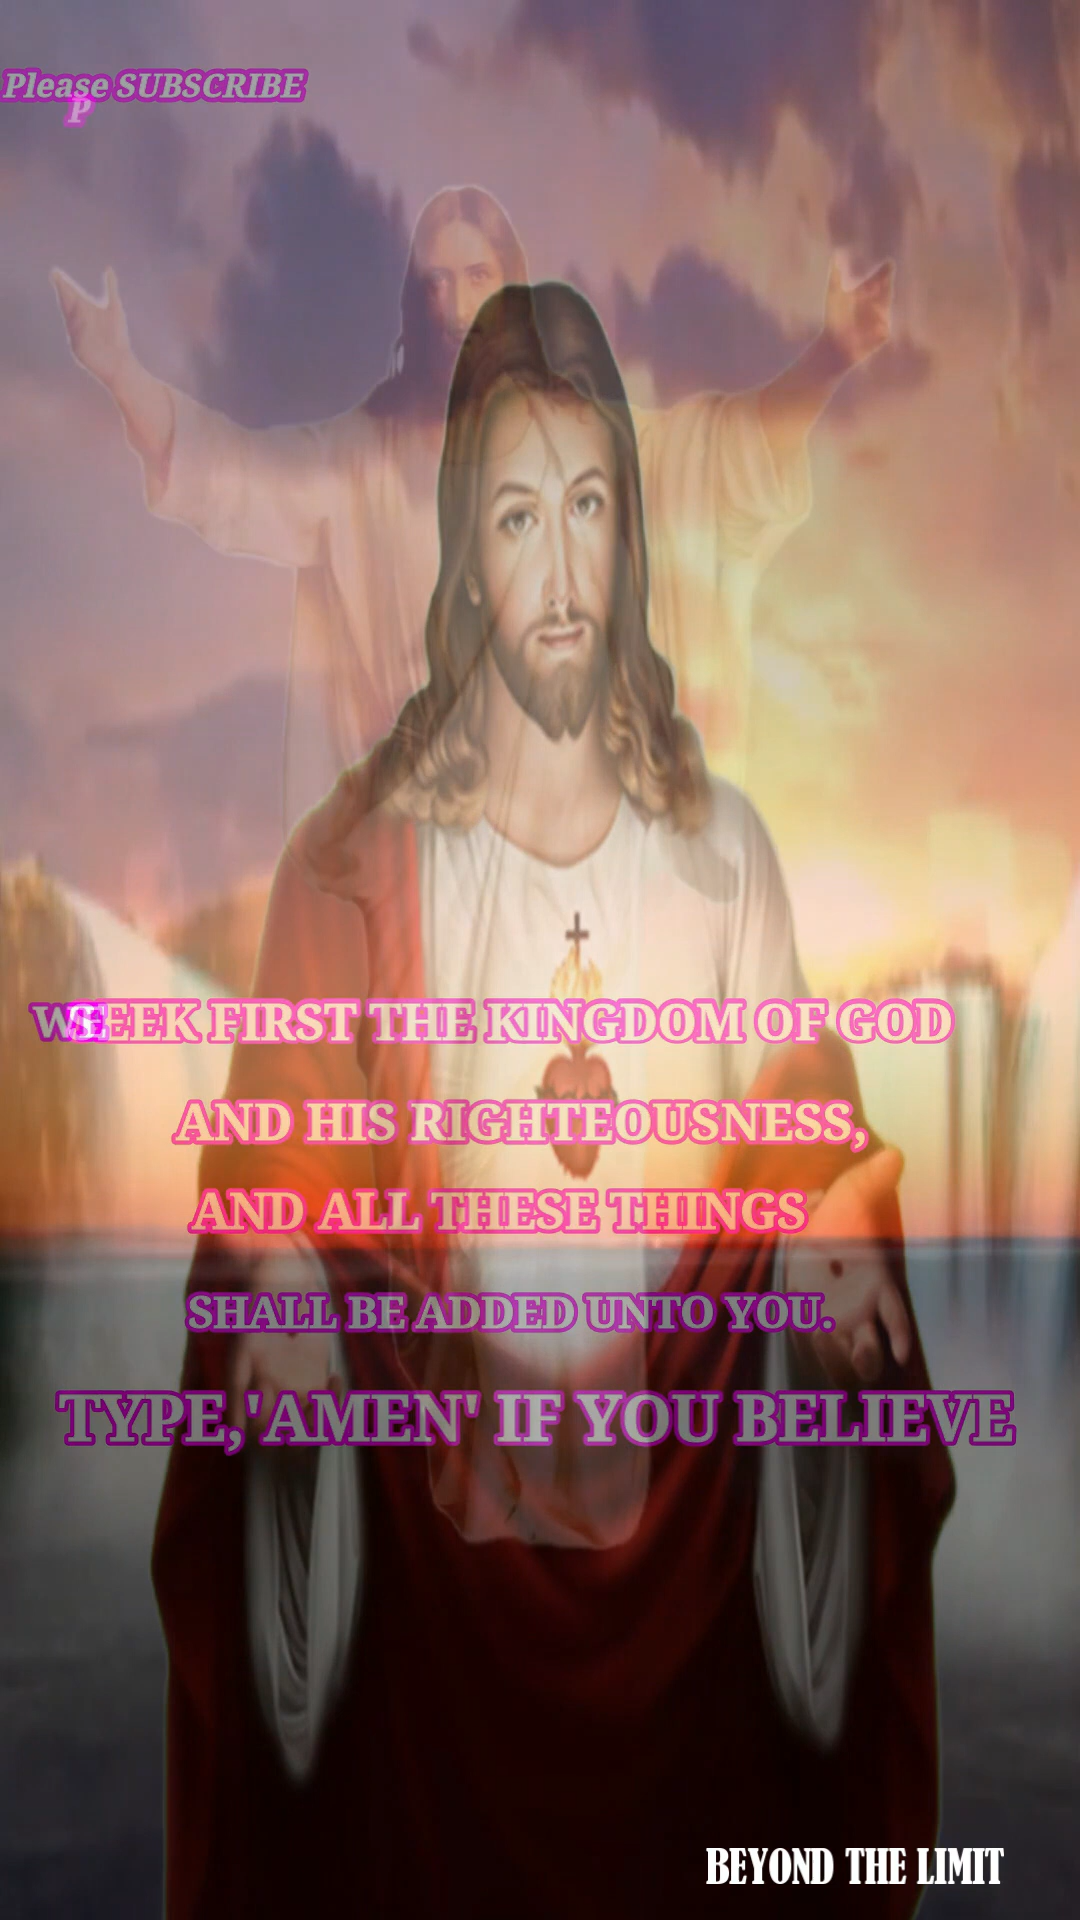 Please SUBSCRIBE
P
SEEK FIRST THE KINGDOM OF GOD
AND HIS RIGHTEOUSNESS,
AND ALL THESE THINGS
SHALL BE ADDED UNTO YOU.
TYPE, 'AMEN' IF YOU BELIEVE
BEYOND THE LIMIT